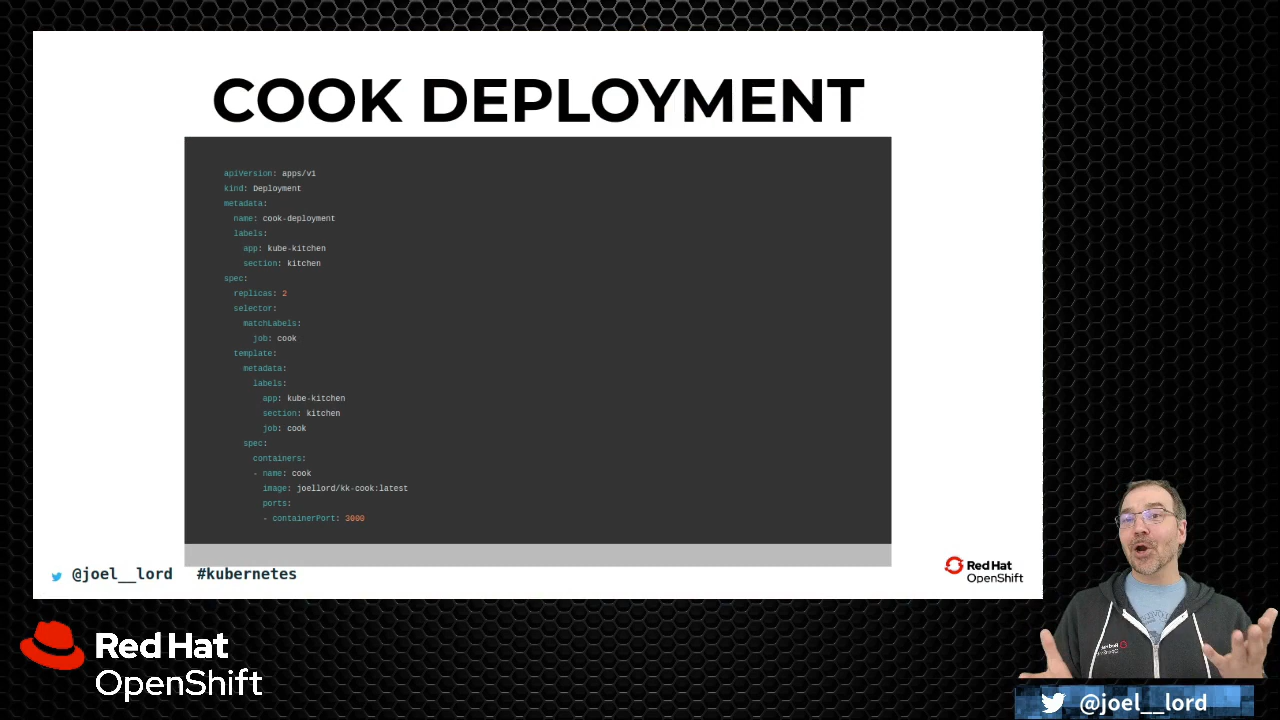 COOK DEPLOYMENT
apiVersion: apps/v1
kind: Deployment
metadata:
  name: cook-deployment
  labels:
    app: kube-kitchen
    section: kitchen
spec:
  replicas: 2
  selector:
    matchLabels:
      job: cook
  template:
    metadata:
      labels:
        app: kube-kitchen
        section: kitchen
        job: cook
    spec:
      containers:
      - name: cook
        image: joellord/kk-cook:latest
        ports:
        - containerPort: 3000
@joel__lord #kubernetes
Red Hat
OpenShift
Red Hat
OpenShift
@joel__lord